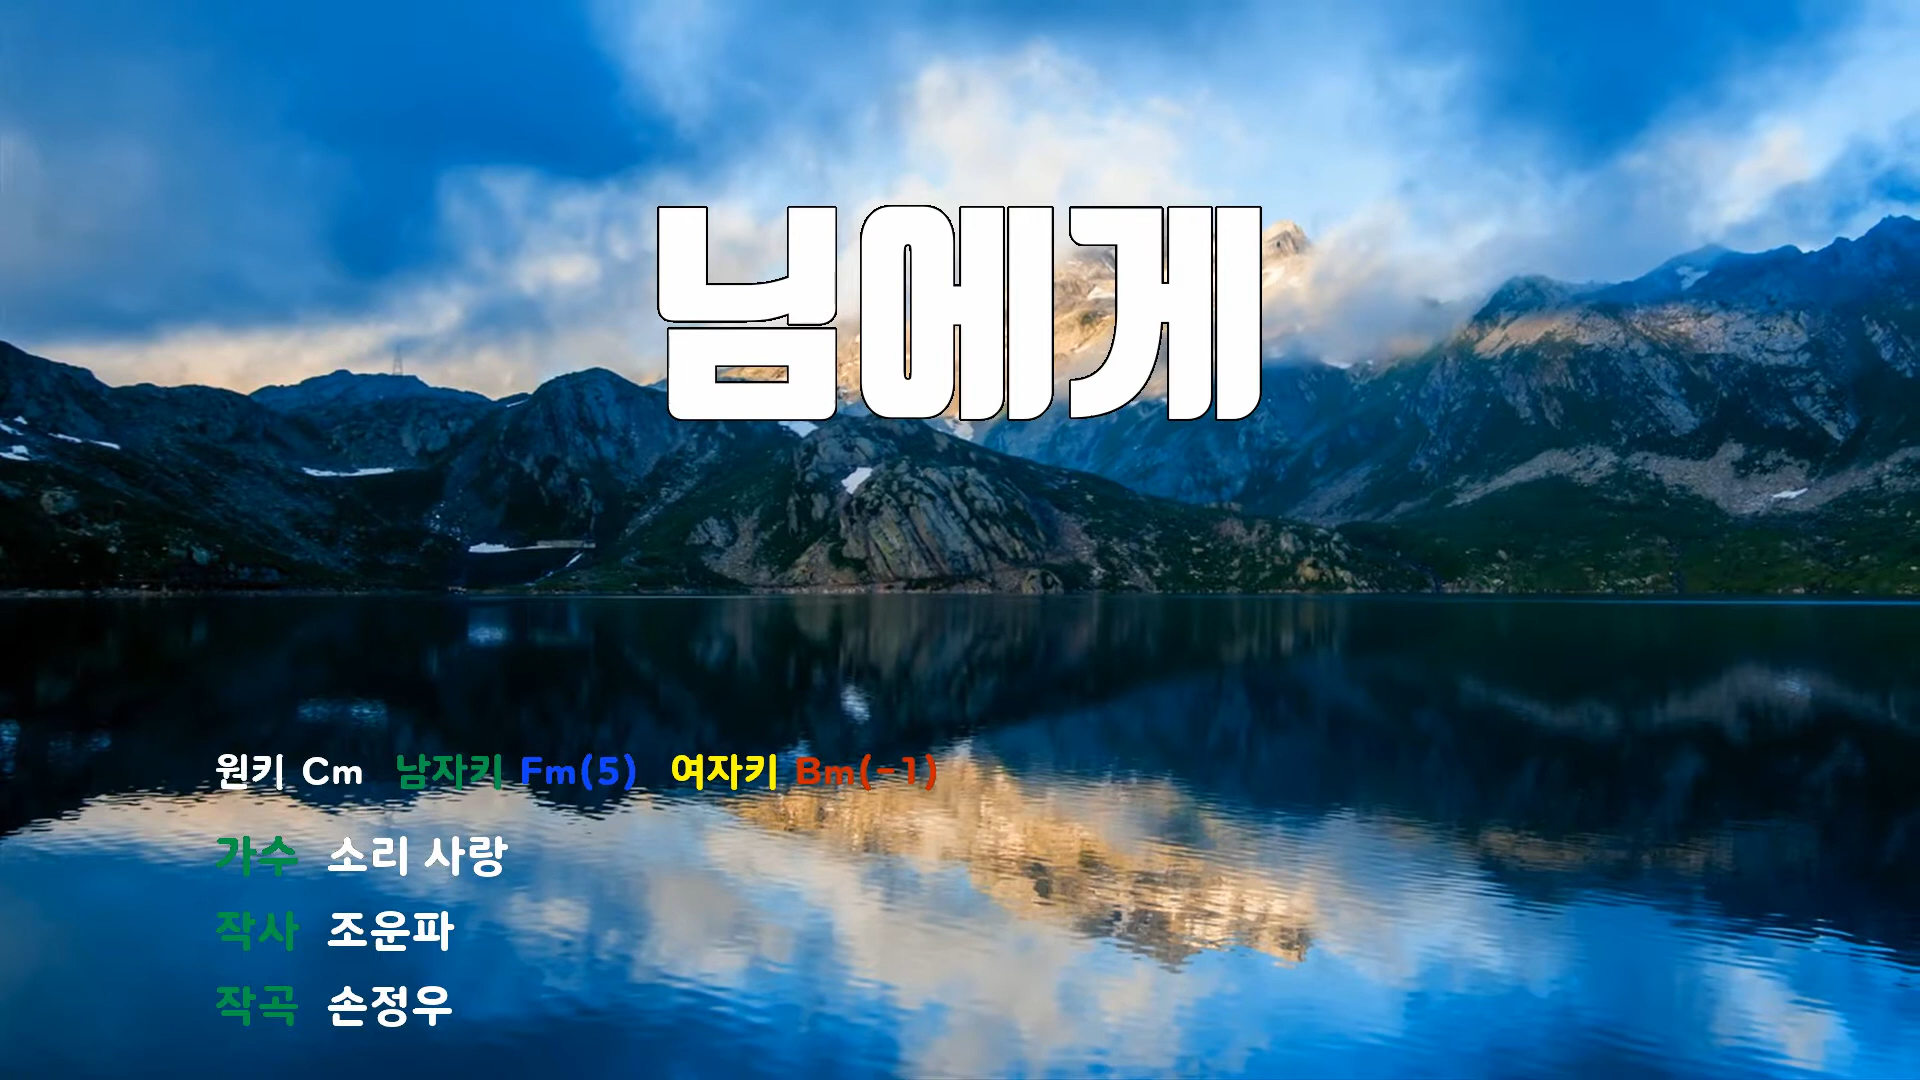 님에게
원키 Cm 남자키 Fm(5) 여자키 Bm(-1)
가수 소리 사랑
작사 조운파
작곡 손정우